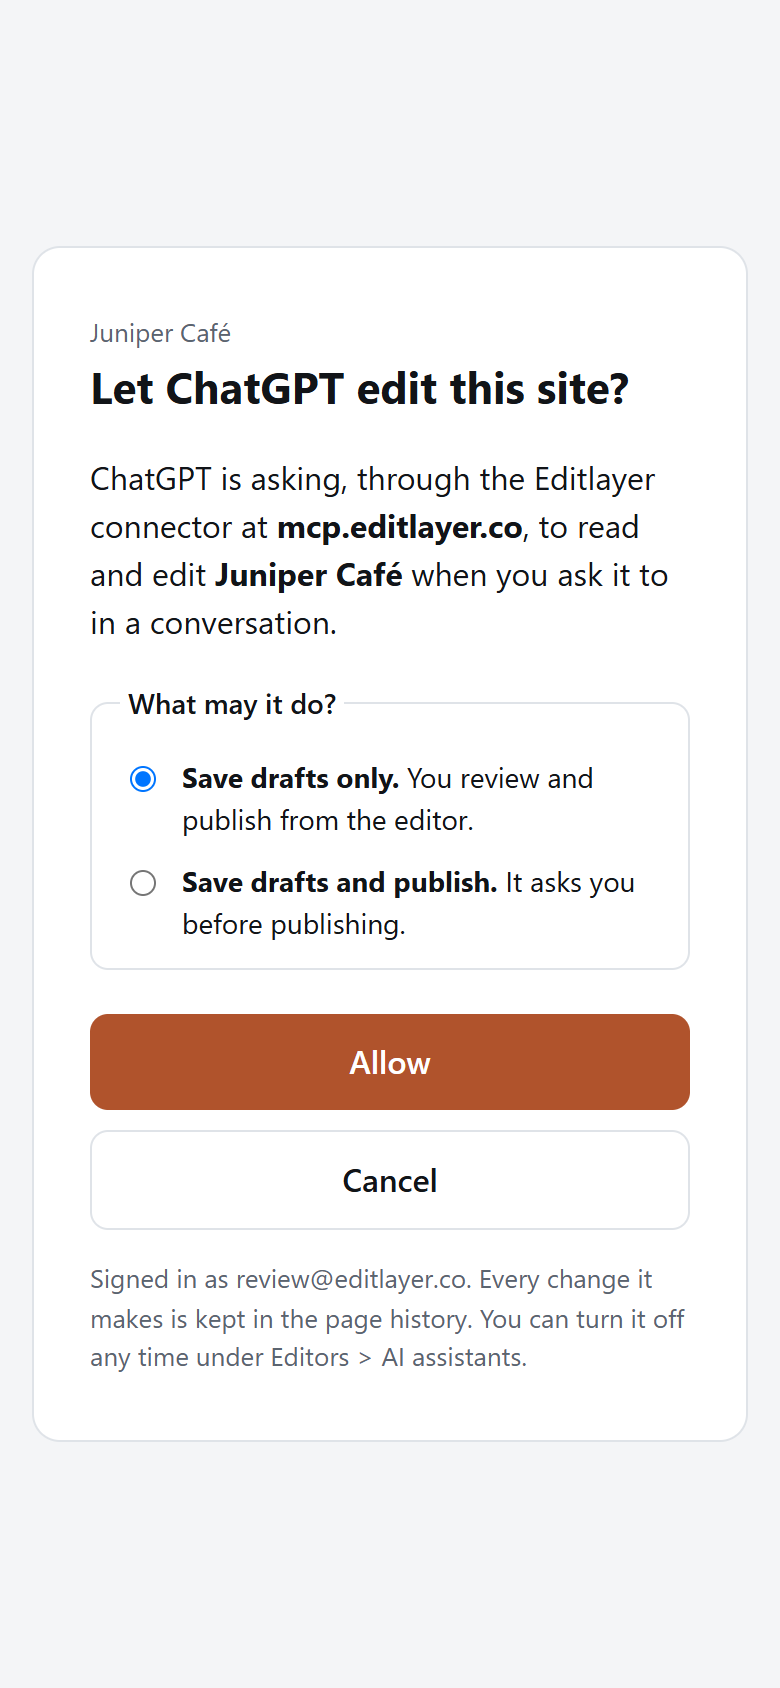 Juniper Café
Let ChatGPT edit this site?
ChatGPT is asking, through the Editlayer
connector at mcp.editlayer.co, to read
and edit Juniper Café when you ask it to
in a conversation.
What may it do?
Save drafts only. You review and
publish from the editor.
Save drafts and publish. It asks you
before publishing.
Allow
Cancel
Signed in as review@editlayer.co. Every change it
makes is kept in the page history. You can turn it off
any time under Editors > AI assistants.